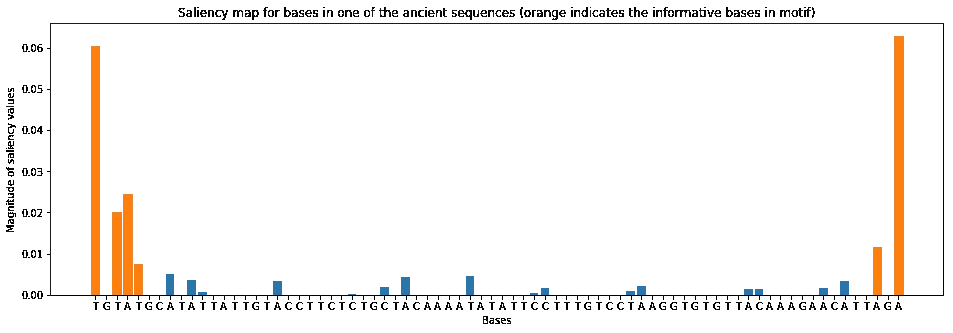 Saliency map for bases in one of the ancient sequences (orange indicates the informative bases in motif)
Magnitude of saliency values
0.06
0.05
0.04
0.03
0.02
0.01
0.00
T G T A T G C A T A T T A T T G T A C C T T C T C T G C T A C A A A A T A T A T T C C T T T G T C C T A A G G T G T G T T A C A A A G A A C A T T A G A
Bases